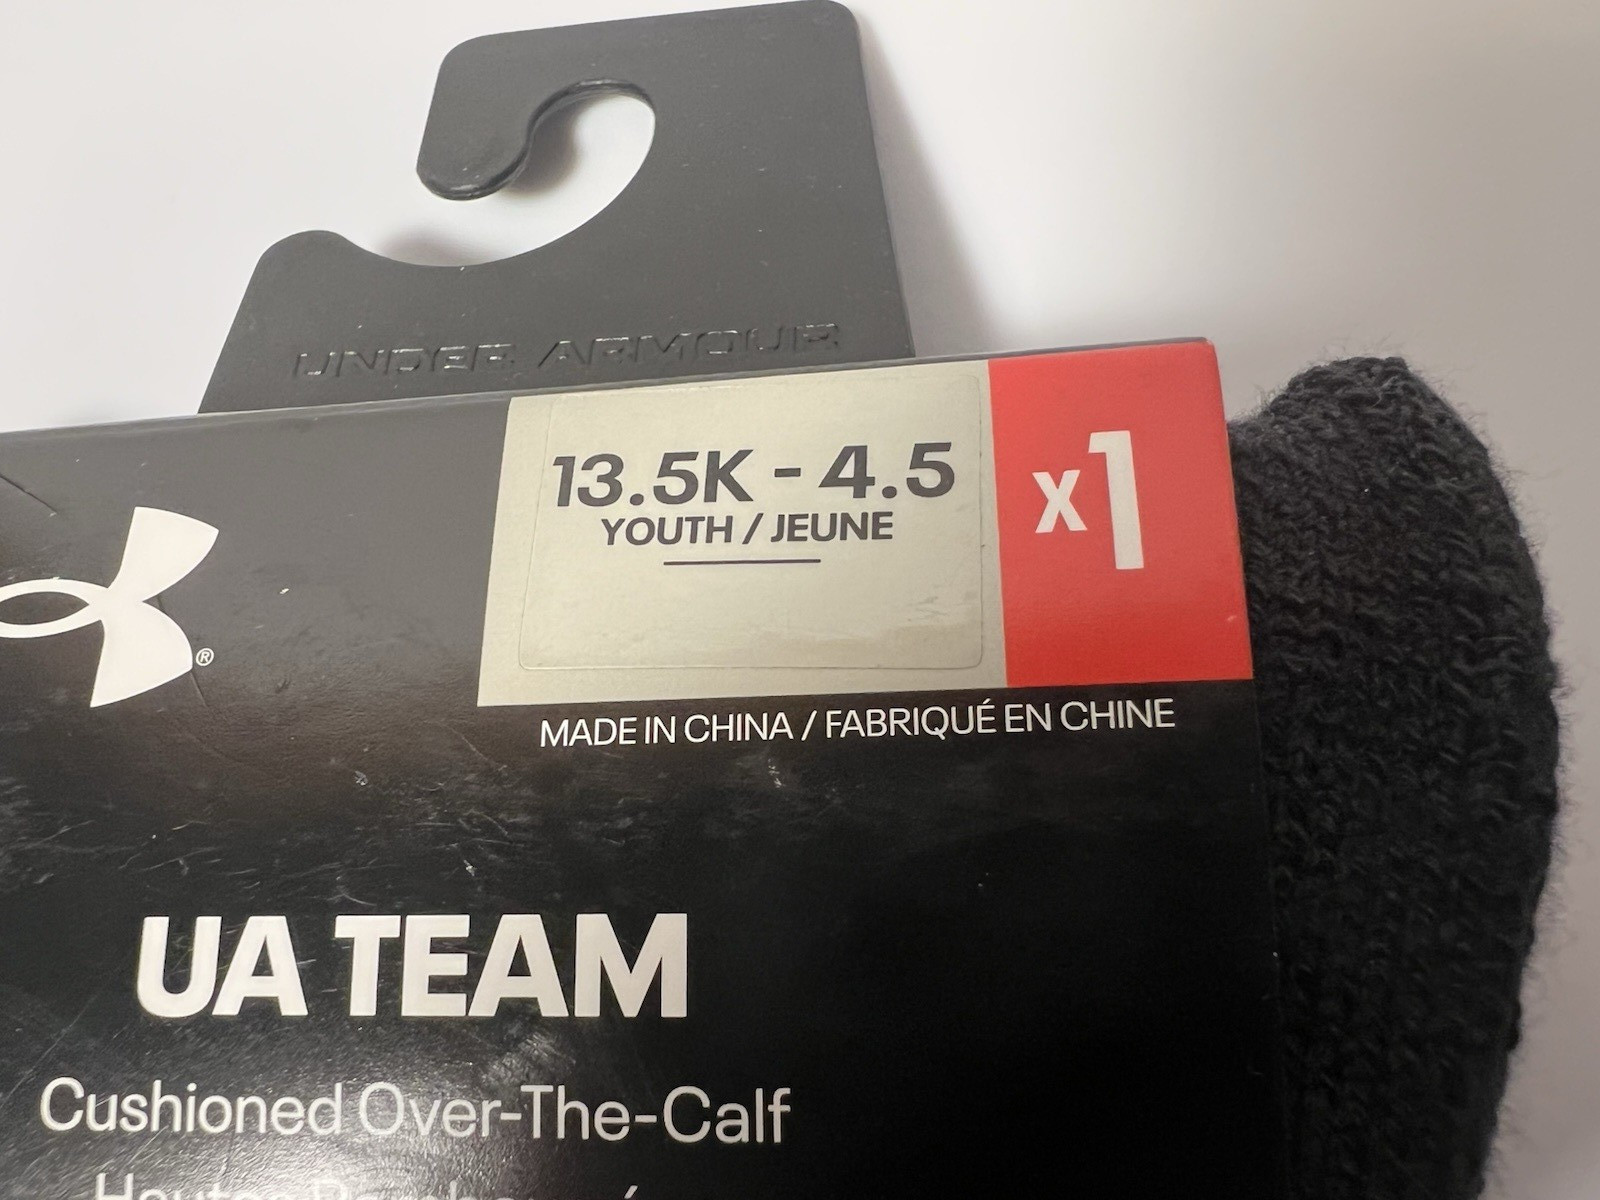 UNDER ARMOUR
13.5K - 4.5
x1
YOUTH / JEUNE
®
MADE IN CHINA / FABRIQUÉ EN CHINE
UA TEAM
Cushioned Over-The-Calf